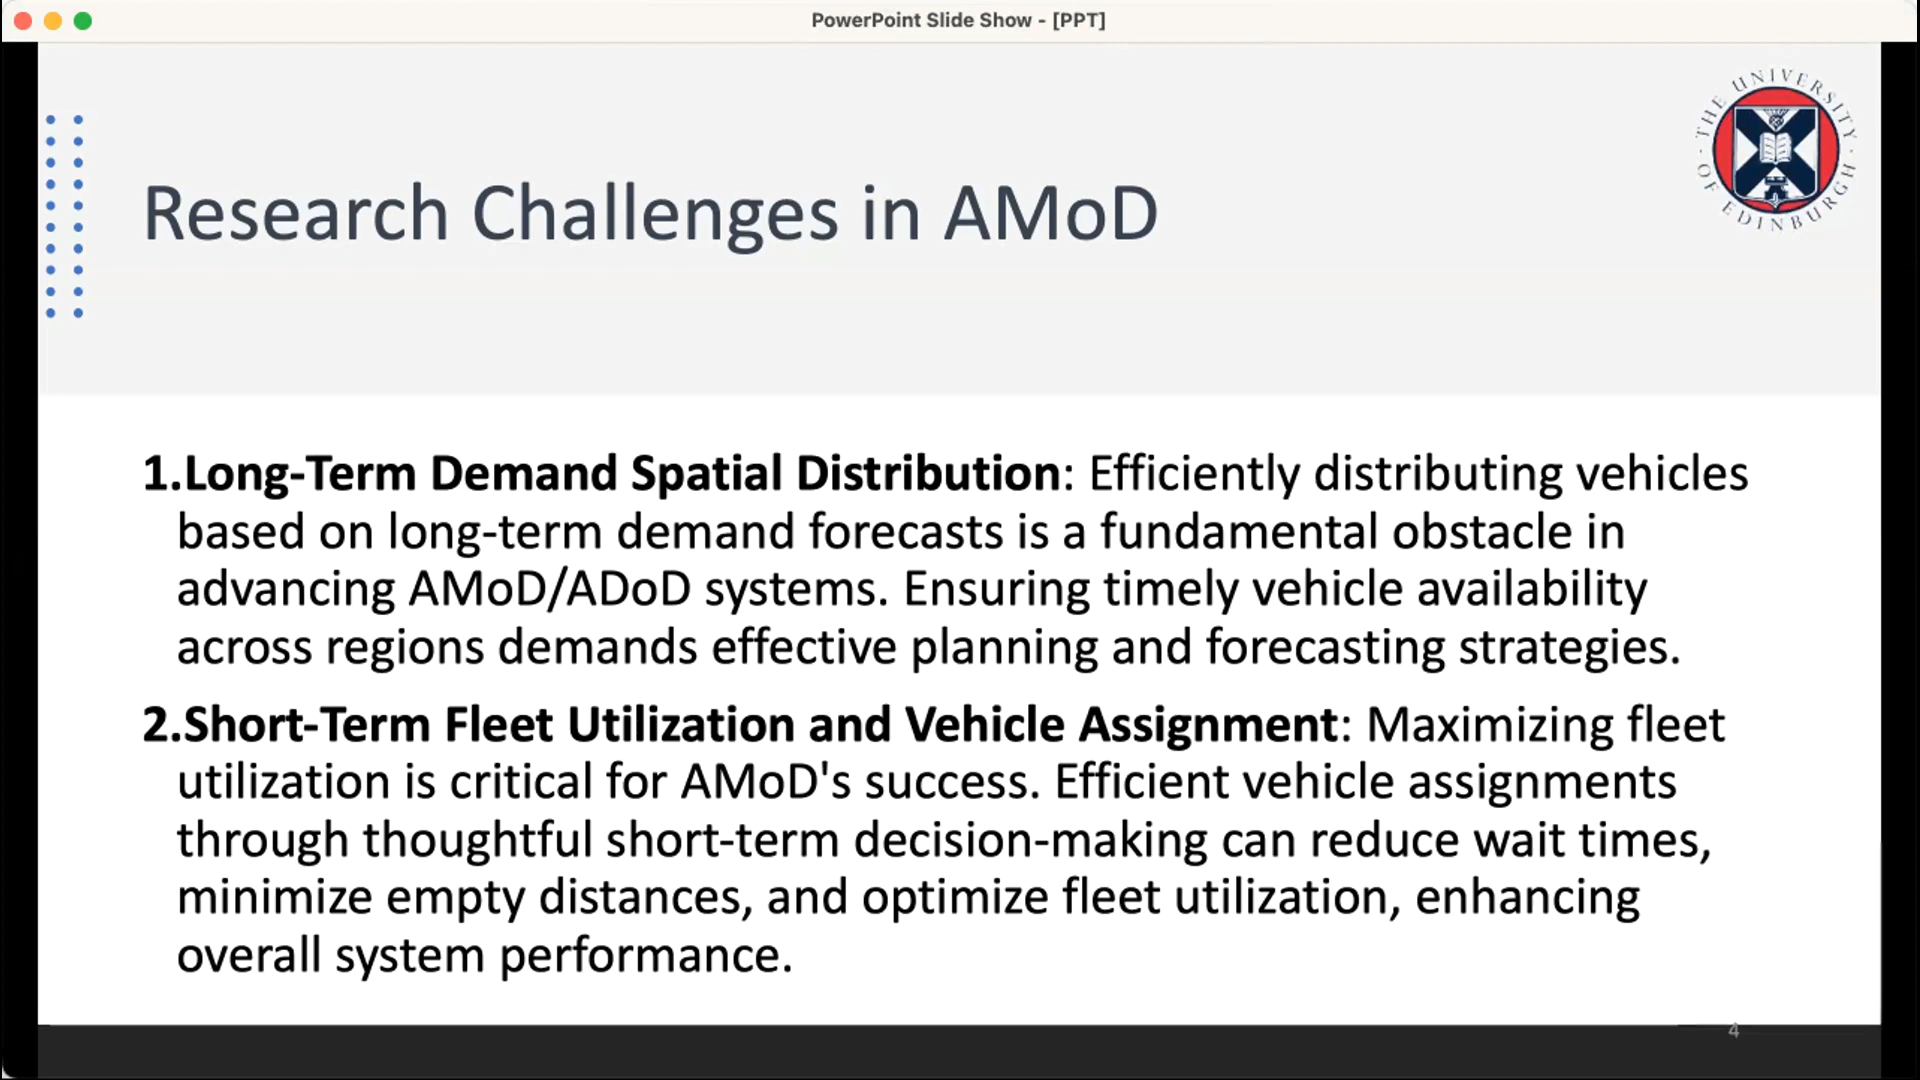 PowerPoint Slide Show - [PPT]
THE UNIVERSITY OF EDINBURGH
Research Challenges in AMoD
1.Long-Term Demand Spatial Distribution: Efficiently distributing vehicles
based on long-term demand forecasts is a fundamental obstacle in
advancing AMoD/ADoD systems. Ensuring timely vehicle availability
across regions demands effective planning and forecasting strategies.
2.Short-Term Fleet Utilization and Vehicle Assignment: Maximizing fleet
utilization is critical for AMoD's success. Efficient vehicle assignments
through thoughtful short-term decision-making can reduce wait times,
minimize empty distances, and optimize fleet utilization, enhancing
overall system performance.
4